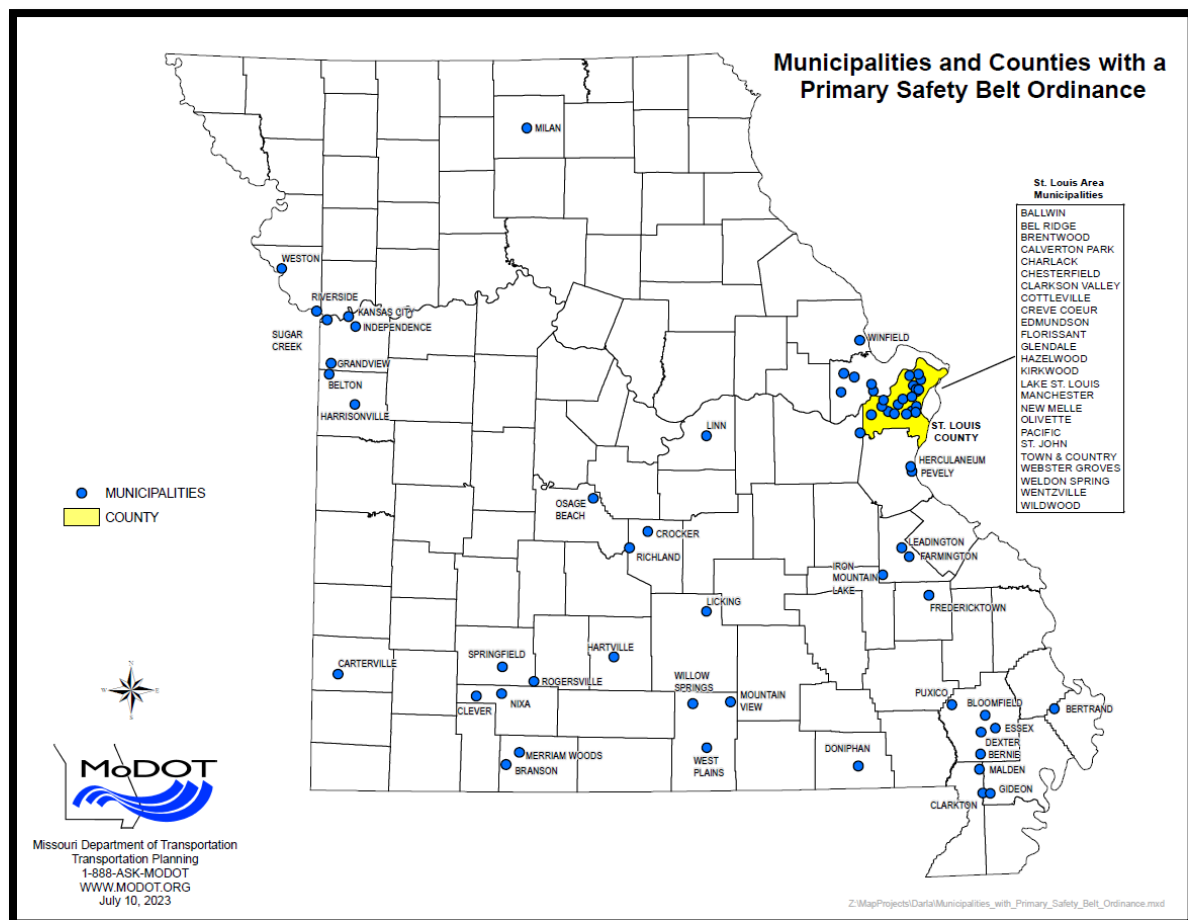 Municipalities and Counties with a
Primary Safety Belt Ordinance
MILAN
St. Louis Area
Municipalities
BALLWIN
BEL RIDGE
BRENTWOOD
CALVERTON PARK
CHARLACK
CHESTERFIELD
CLARKSON VALLEY
COTTLEVILLE
CREVE COEUR
EDMUNDSON
FLORISSANT
GLENDALE
HAZELWOOD
KIRKWOOD
LAKE ST. LOUIS
MANCHESTER
NEW MELLE
OLIVETTE
PACIFIC
ST. JOHN
TOWN & COUNTRY
WEBSTER GROVES
WELDON SPRING
WENTZVILLE
WILDWOOD
WESTON
RIVERSIDE
KANSAS CITY
INDEPENDENCE
SUGAR
CREEK
WINFIELD
GRANDVIEW
BELTON
HARRISONVILLE
LINN
ST. LOUIS
COUNTY
HERCULANEUM
PEVELY
MUNICIPALITIES
COUNTY
OSAGE
BEACH
CROCKER
RICHLAND
LEADINGTON
FARMINGTON
IRON
MOUNTAIN
LAKE
LICKING
FREDERICKTOWN
HARTVILLE
SPRINGFIELD
CARTERVILLE
ROGERSVILLE
WILLOW
SPRINGS
MOUNTAIN
VIEW
CLEVER
NIXA
PUXICO
BLOOMFIELD
BERTRAND
ESSEX
DEXTER
BERNIE
MERRIAM WOODS
BRANSON
WEST
PLAINS
DONIPHAN
MALDEN
GIDEON
CLARKTON
N
W
E
S
MoDOT
Missouri Department of Transportation
Transportation Planning
1-888-ASK-MODOT
WWW.MODOT.ORG
July 10, 2023
Z:\MapProjects\Darla\Municipalities_with_Primary_Safety_Belt_Ordinance.mxd